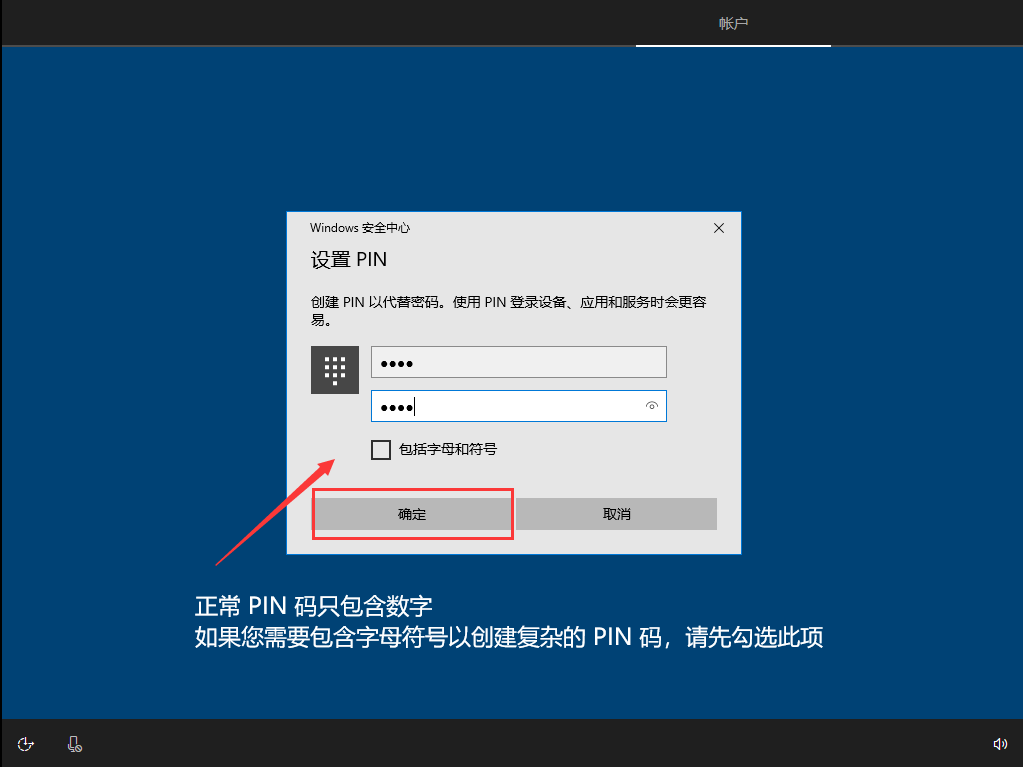 帐户
Windows 安全中心
设置 PIN
创建 PIN 以代替密码。使用 PIN 登录设备、应用和服务时会更容
易。
●●●●
●●●●
包括字母和符号
确定
取消
正常 PIN 码只包含数字
如果您需要包含字母符号以创建复杂的 PIN 码，请先勾选此项